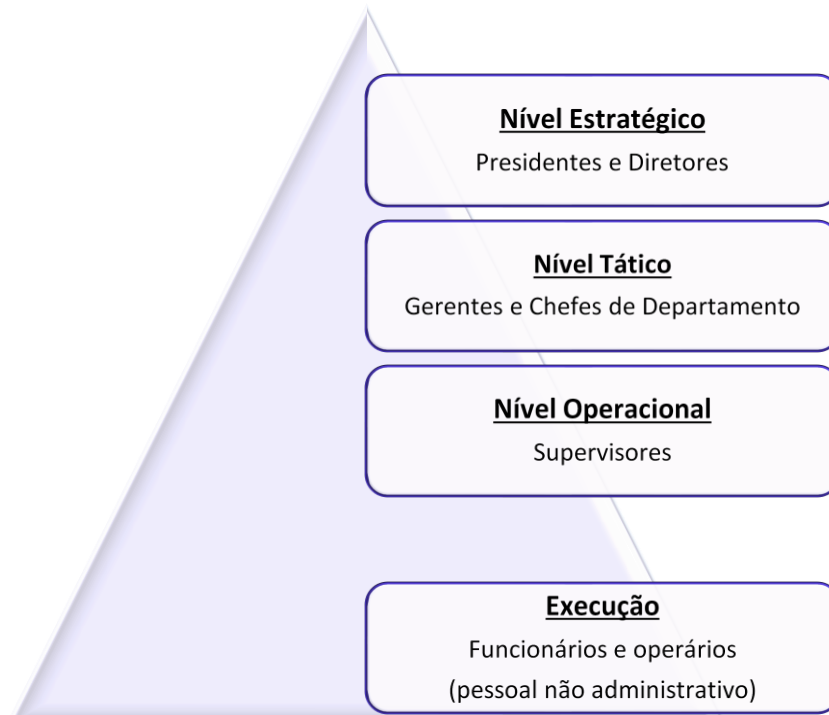 Nível Estratégico
Presidentes e Diretores
Nível Tático
Gerentes e Chefes de Departamento
Nível Operacional
Supervisores
Execução
Funcionários e operários
(pessoal não administrativo)